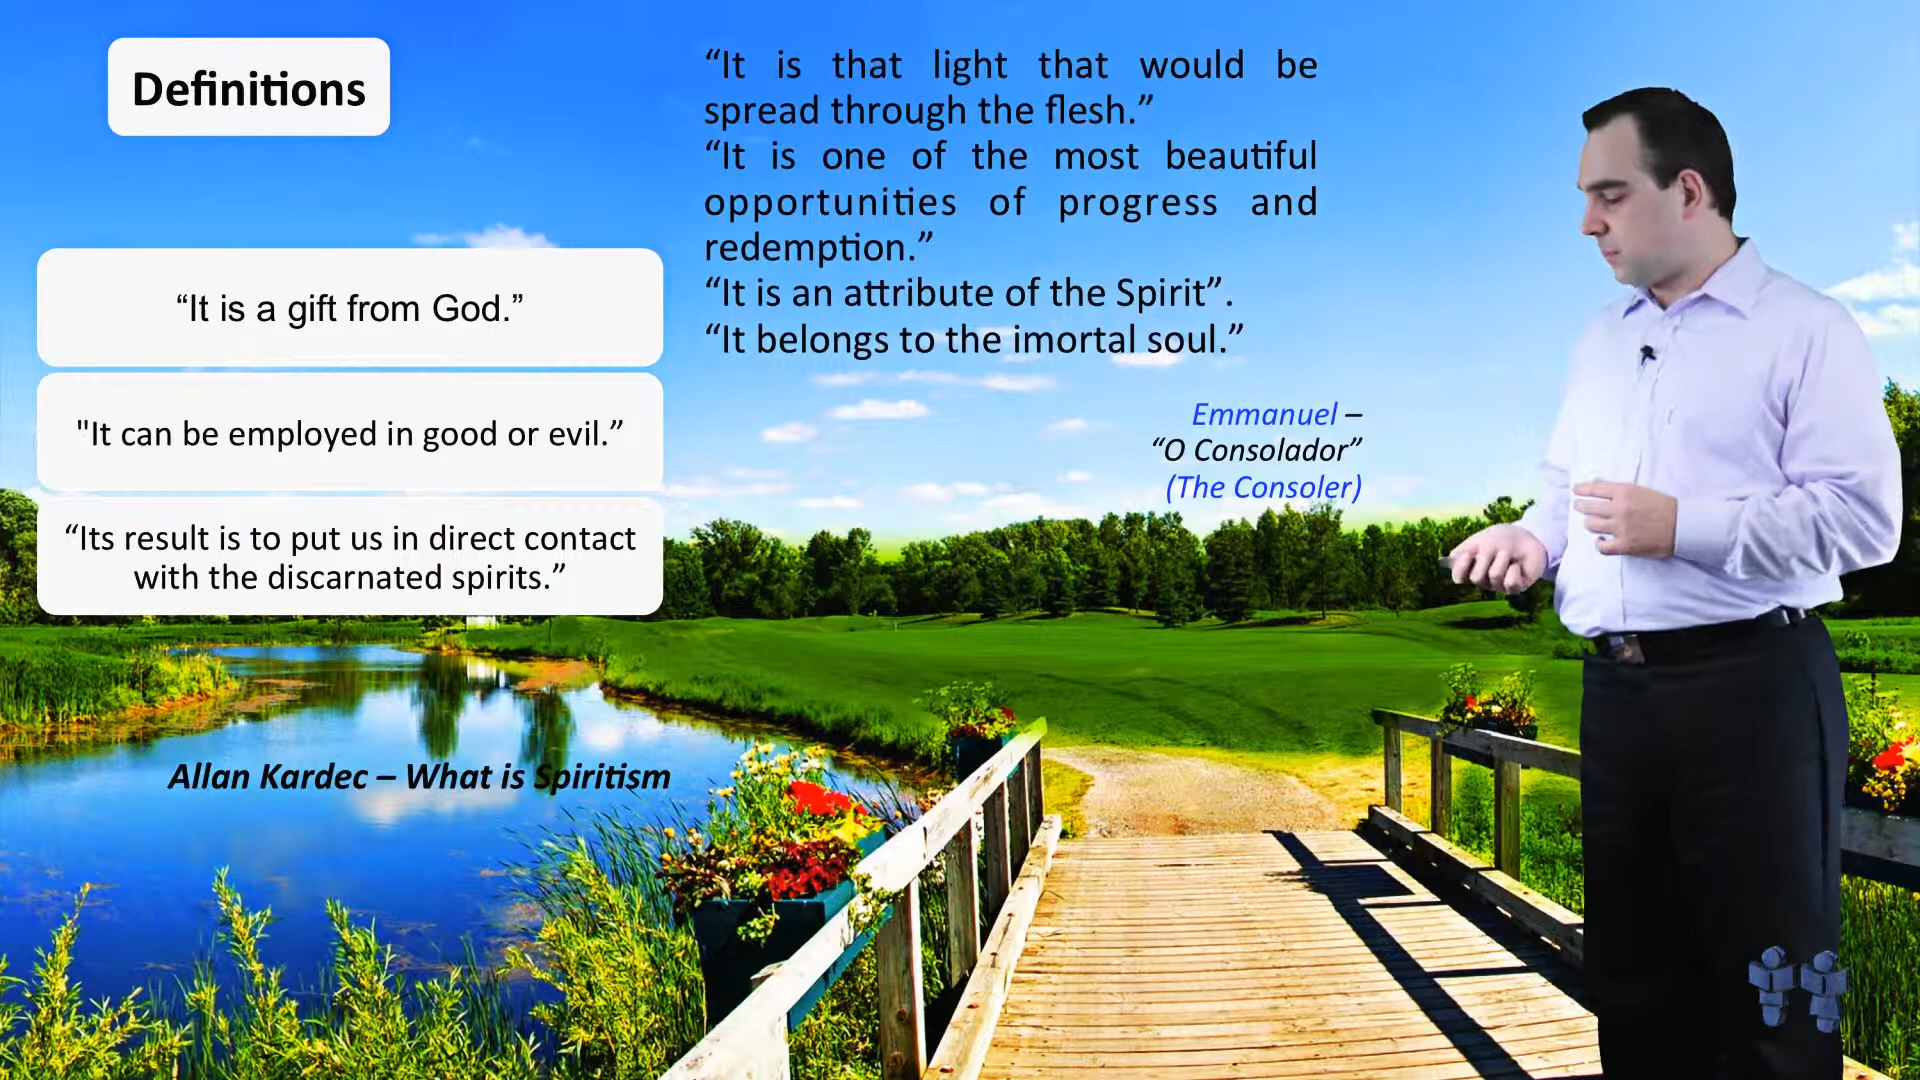 Definitions
“It is a gift from God.”
"It can be employed in good or evil.”
“Its result is to put us in direct contact
with the discarnated spirits.”
Allan Kardec – What is Spiritism
“It is that light that would be
spread through the flesh.”
“It is one of the most beautiful
opportunities of progress and
redemption.”
“It is an attribute of the Spirit”.
“It belongs to the imortal soul.”
Emmanuel –
“O Consolador”
(The Consoler)